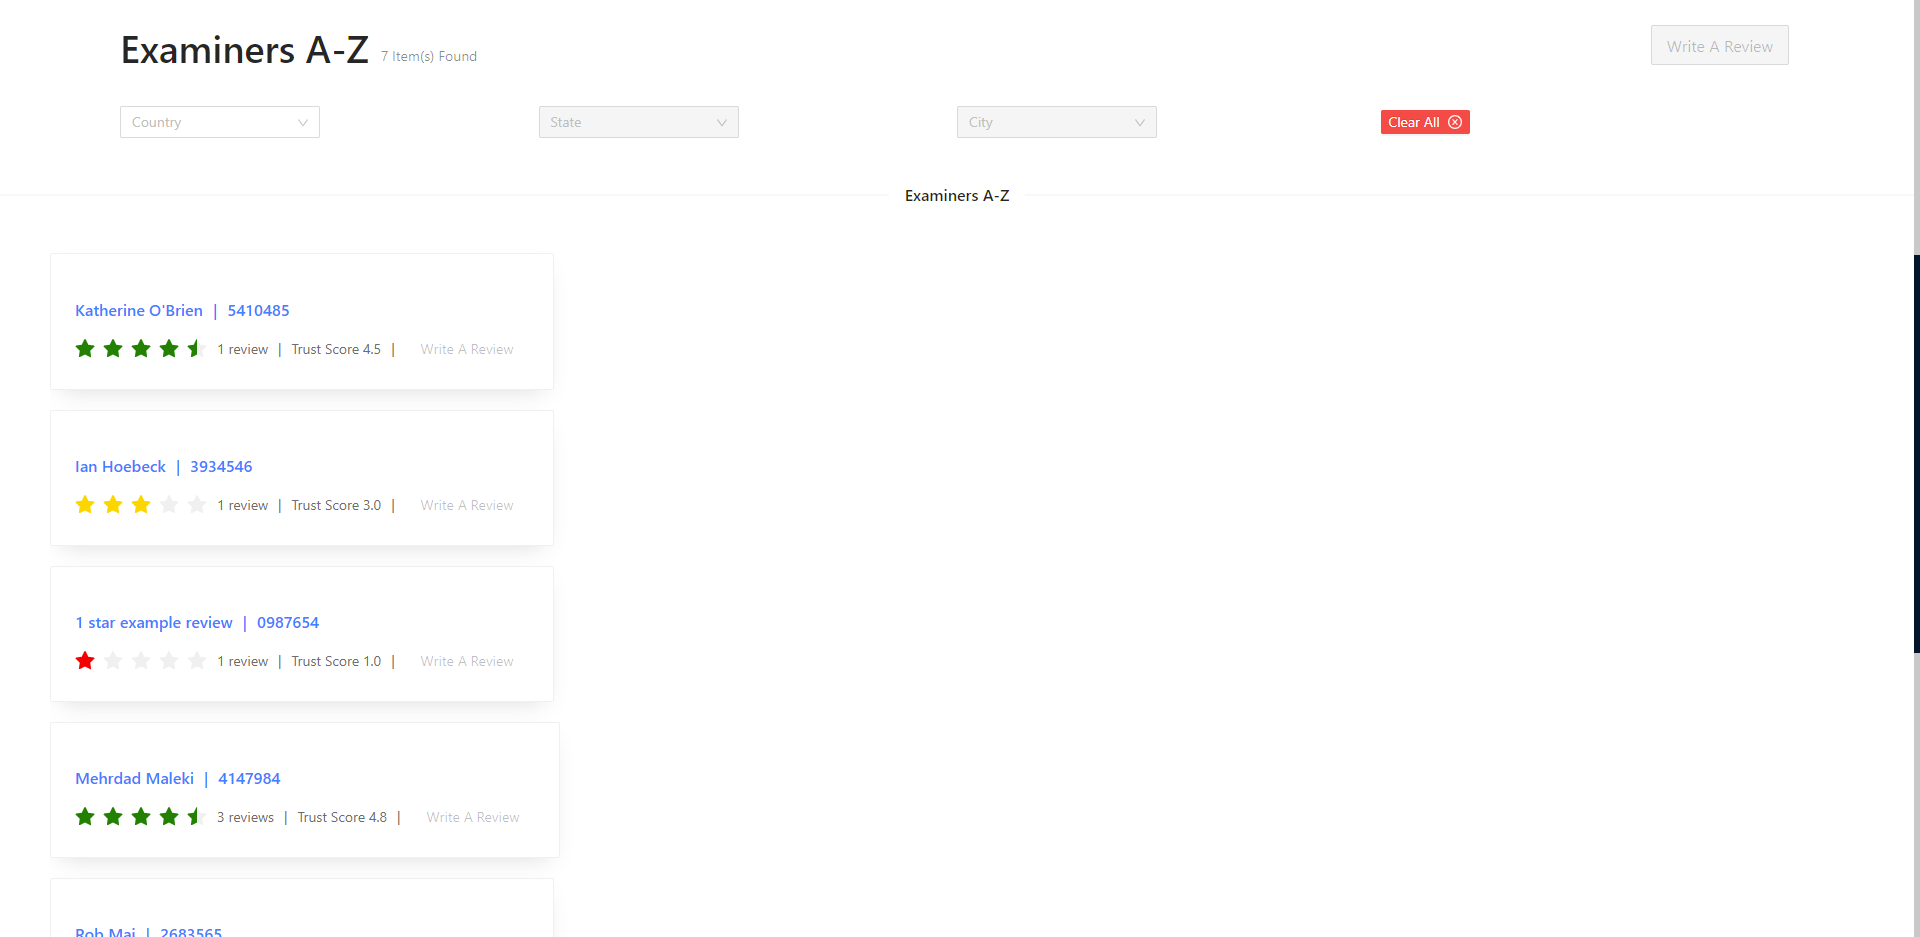 Examiners A-Z 7 Item(s) Found
Write A Review
Country
State
City
Clear All
Examiners A-Z
Katherine O'Brien | 5410485
1 review | Trust Score 4.5 | Write A Review
Ian Hoebeck | 3934546
1 review | Trust Score 3.0 | Write A Review
1 star example review | 0987654
1 review | Trust Score 1.0 | Write A Review
Mehrdad Maleki | 4147984
3 reviews | Trust Score 4.8 | Write A Review
Rob Mai | 2683565